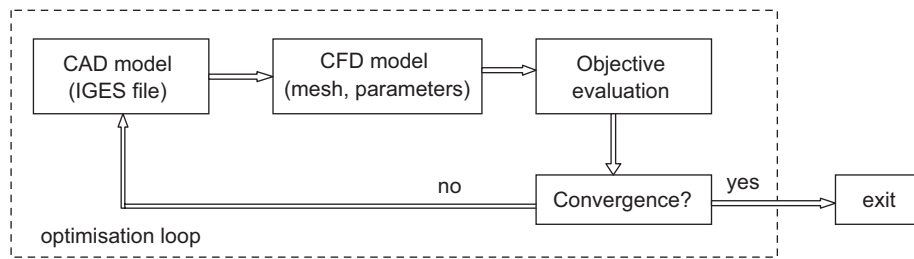 CAD model
(IGES file)
CFD model
(mesh, parameters)
Objective
evaluation
no
Convergence?
yes
exit
optimisation loop